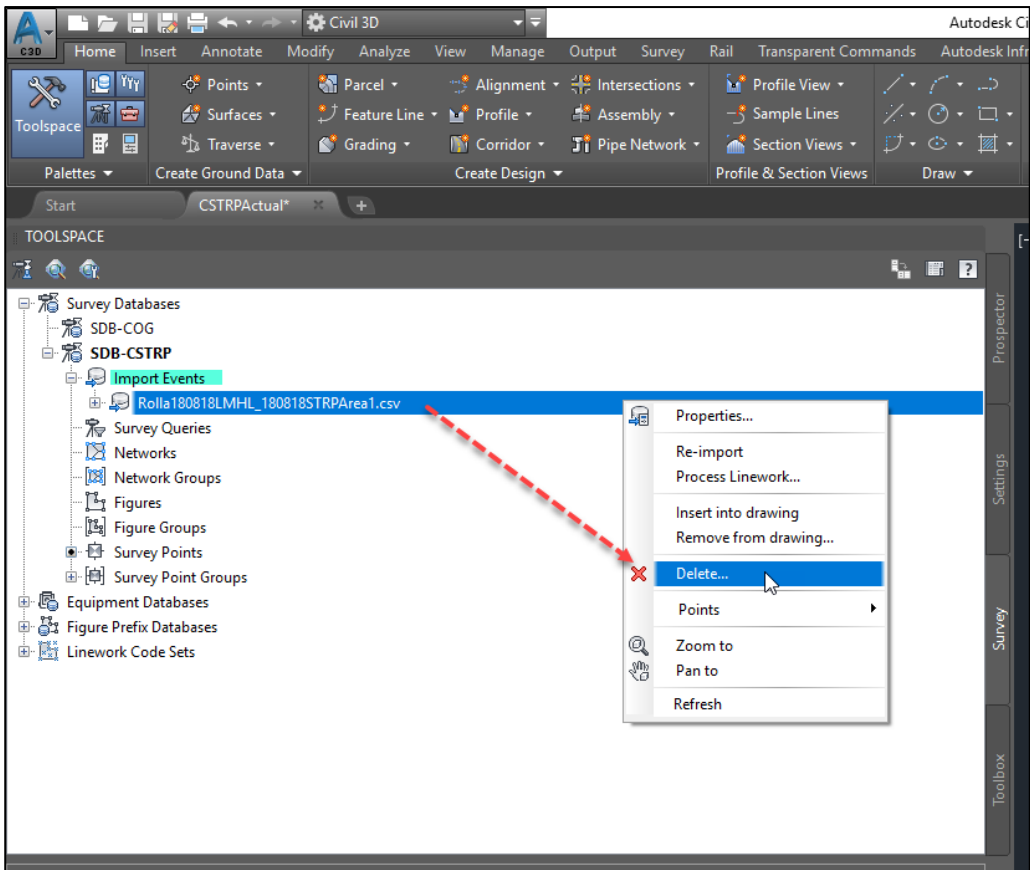 Civil 3D
Autodesk Ci
C3D
Home Insert Annotate Modify Analyze View Manage Output Survey Rail Transparent Commands Autodesk Infr
Toolspace
Points
Surfaces
Traverse
Parcel
Feature Line
Grading
Alignment
Profile
Corridor
Intersections
Assembly
Pipe Network
Profile View
Sample Lines
Section Views
Palettes Create Ground Data Create Design Profile & Section Views Draw
Start CSTRPActual*
TOOLSPACE
Survey Databases
SDB-COG
SDB-CSTRP
Import Events
Rolla180818LMHL_180818STRPArea1.csv
Survey Queries
Networks
Network Groups
Figures
Figure Groups
Survey Points
Survey Point Groups
Equipment Databases
Figure Prefix Databases
Linework Code Sets
Properties...
Re-import
Process Linework...
Insert into drawing
Remove from drawing...
Delete...
Points
Zoom to
Pan to
Refresh
Prospector
Settings
Survey
Toolbox
[-